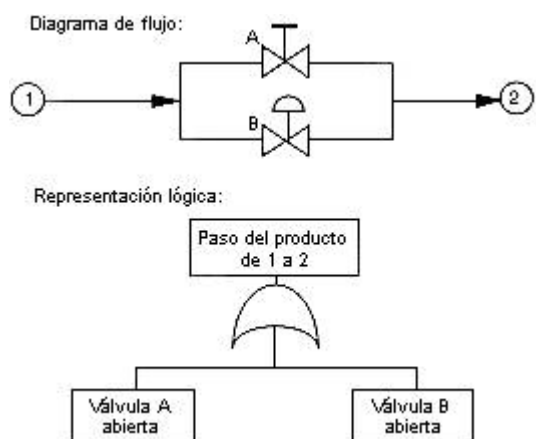 Diagrama de flujo:
A
1
2
B
Representación lógica:
Paso del producto
de 1 a 2
Válvula A
abierta
Válvula B
abierta